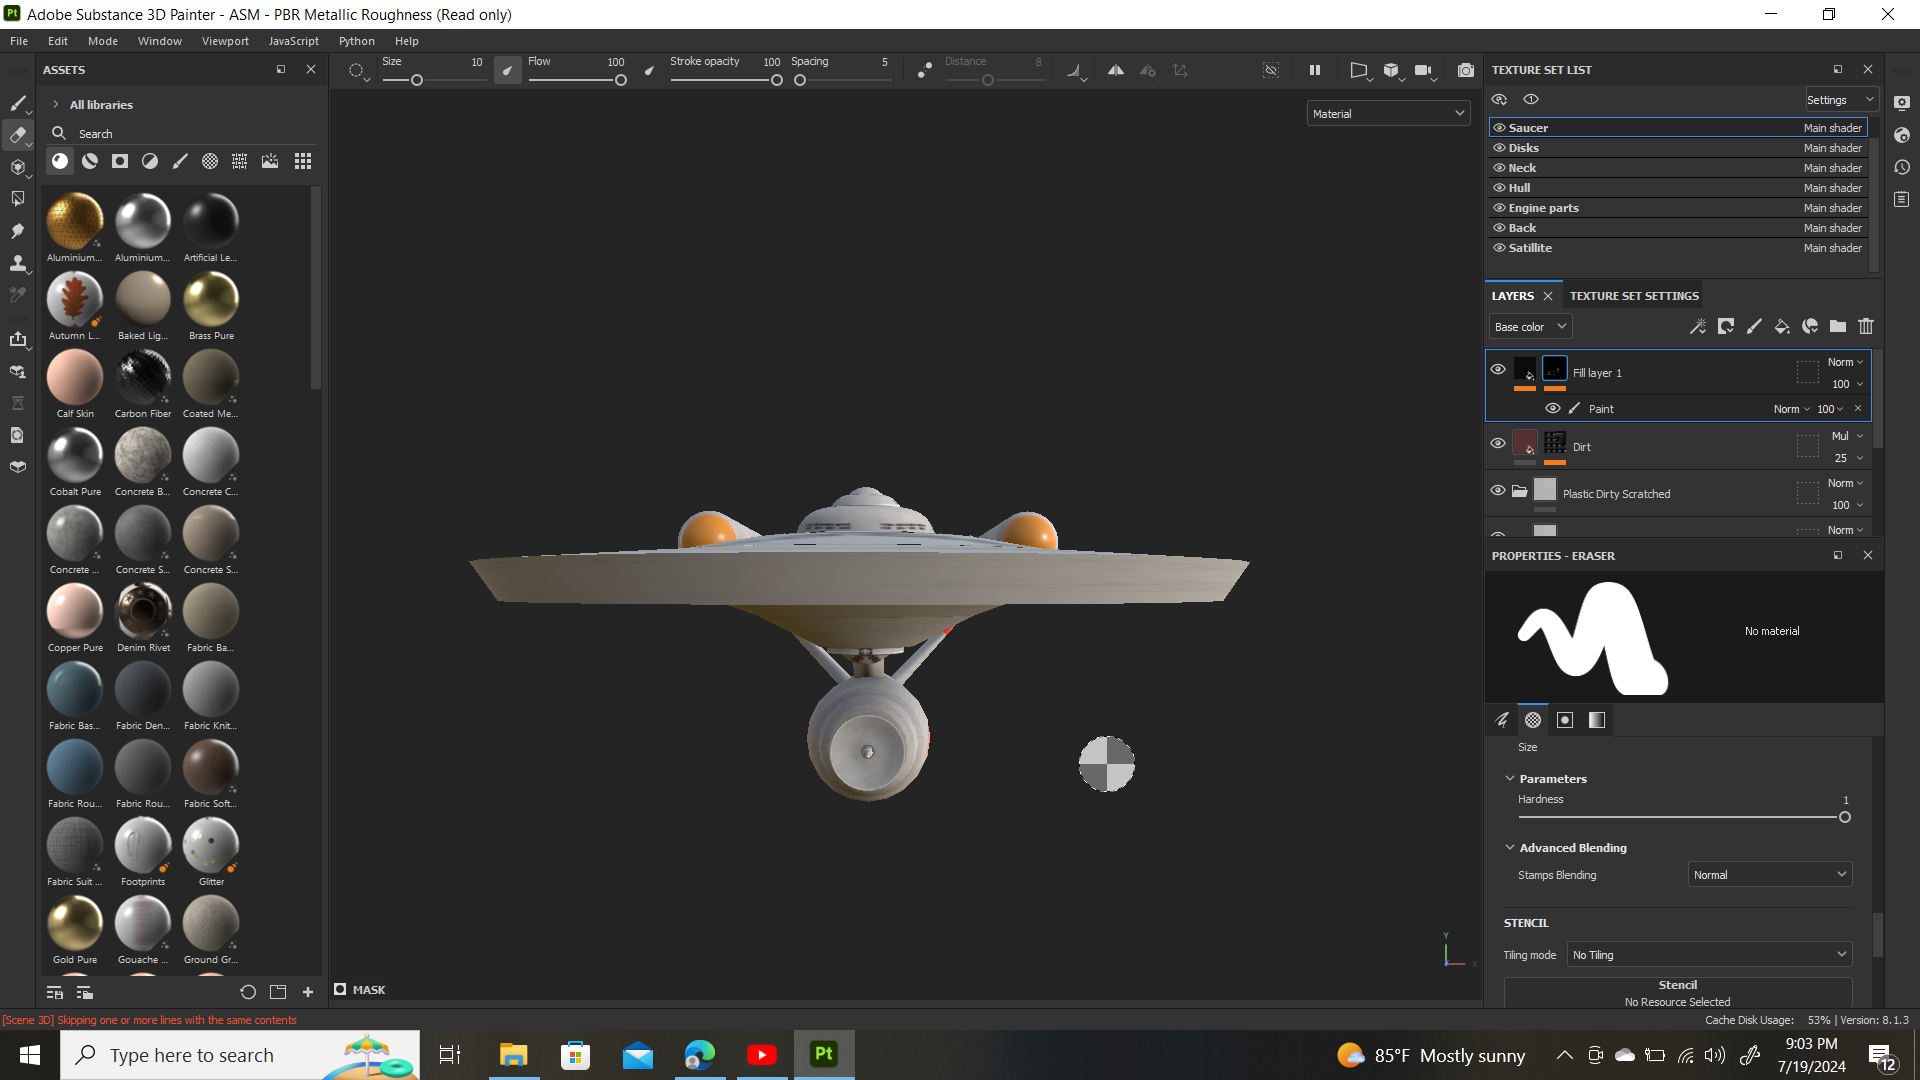 Pt Adobe Substance 3D Painter - ASM - PBR Metallic Roughness (Read only)
File Edit Mode Window Viewport JavaScript Python Help
ASSETS
Size 10 Flow 100 Stroke opacity 100 Spacing 5 Distance 8
All libraries
Search
Material
Aluminium... Aluminium... Artificial Le...
Autumn L... Baked Lig... Brass Pure
Calf Skin Carbon Fiber Coated Me...
Cobalt Pure Concrete B... Concrete C...
Concrete ... Concrete S... Concrete S...
Copper Pure Denim Rivet Fabric Ba...
Fabric Bas... Fabric Den... Fabric Knit...
Fabric Rou... Fabric Rou... Fabric Soft...
Fabric Suit ... Footprints Glitter
Gold Pure Gouache ... Ground Gr...
Y
X
MASK
TEXTURE SET LIST
Settings
Saucer Main shader
Disks Main shader
Neck Main shader
Hull Main shader
Engine parts Main shader
Back Main shader
Satillite Main shader
LAYERS TEXTURE SET SETTINGS
Base color
Fill layer 1 Norm
100
Paint Norm 100
Dirt Mul
25
Plastic Dirty Scratched Norm
100
Norm
PROPERTIES - ERASER
No material
Size
Parameters
Hardness 1
Advanced Blending
Stamps Blending Normal
STENCIL
Tiling mode No Tiling
Stencil
No Resource Selected
[Scene 3D] Skipping one or more lines with the same contents
Cache Disk Usage: 53% | Version: 8.1.3
Type here to search
Pt
85°F Mostly sunny
9:03 PM
7/19/2024
12